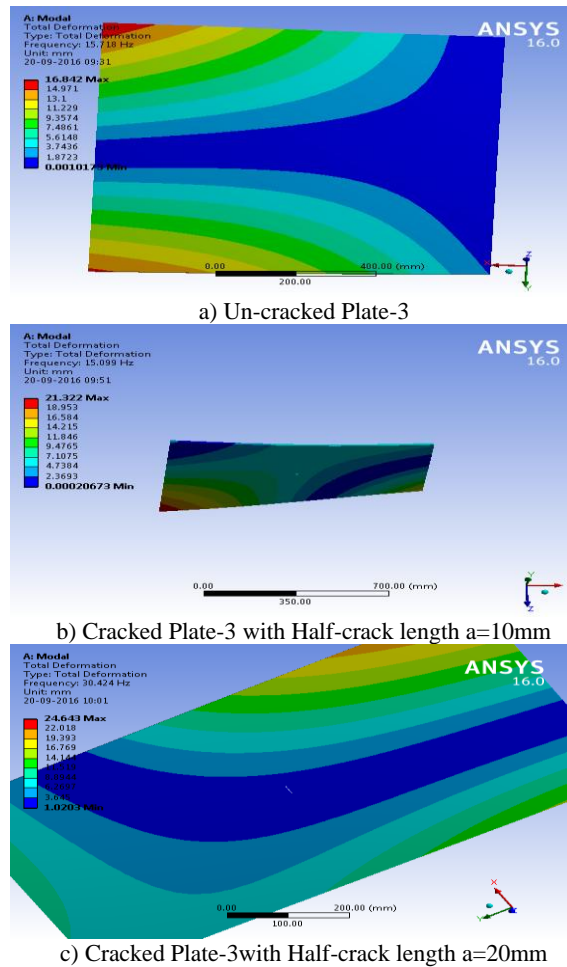 A: Modal
Total Deformation
Type: Total Deformation
Frequency: 15.718 Hz
Unit: mm
20-09-2016 09:31
16.842 Max
14.971
13.1
11.229
9.3574
7.4861
5.6148
3.7436
1.8723
0.0010173 Min
ANSYS
16.0
0.00
400.00 (mm)
200.00
X
Z
Y
a) Un-cracked Plate-3
A: Modal
Total Deformation
Type: Total Deformation
Frequency: 15.099 Hz
Unit: mm
20-09-2016 09:51
21.322 Max
18.953
16.584
14.215
11.846
9.4765
7.1075
4.7384
2.3693
0.00020673 Min
ANSYS
16.0
0.00
700.00 (mm)
350.00
Y
Z
b) Cracked Plate-3 with Half-crack length a=10mm
A: Modal
Total Deformation
Type: Total Deformation
Frequency: 30.424 Hz
Unit: mm
20-09-2016 10:01
24.643 Max
22.018
19.393
16.769
14.144
1.0203 Min
ANSYS
16.0
0.00
200.00 (mm)
100.00
X
Y
c) Cracked Plate-3with Half-crack length a=20mm